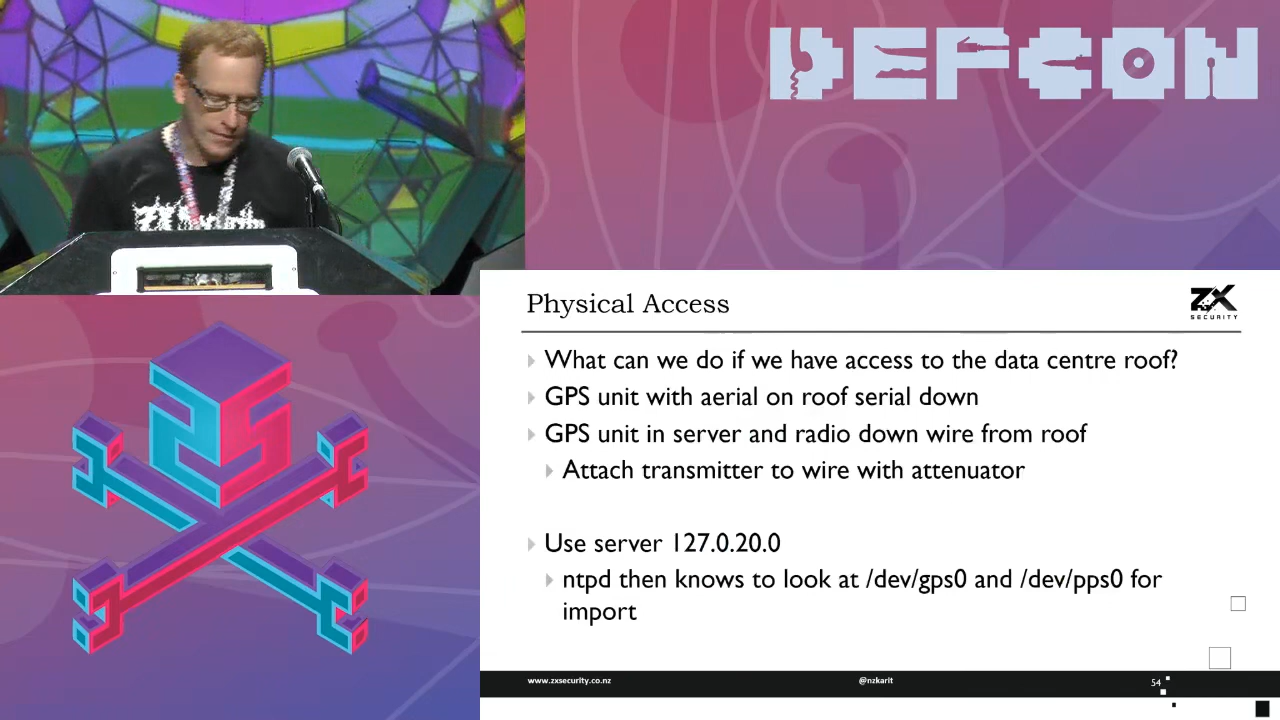 DEFCON
25
Physical Access
ZX
SECURITY
What can we do if we have access to the data centre roof?
GPS unit with aerial on roof serial down
GPS unit in server and radio down wire from roof
Attach transmitter to wire with attenuator
Use server 127.0.20.0
ntpd then knows to look at /dev/gps0 and /dev/pps0 for
import
www.zxsecurity.co.nz
@nzkarit
54